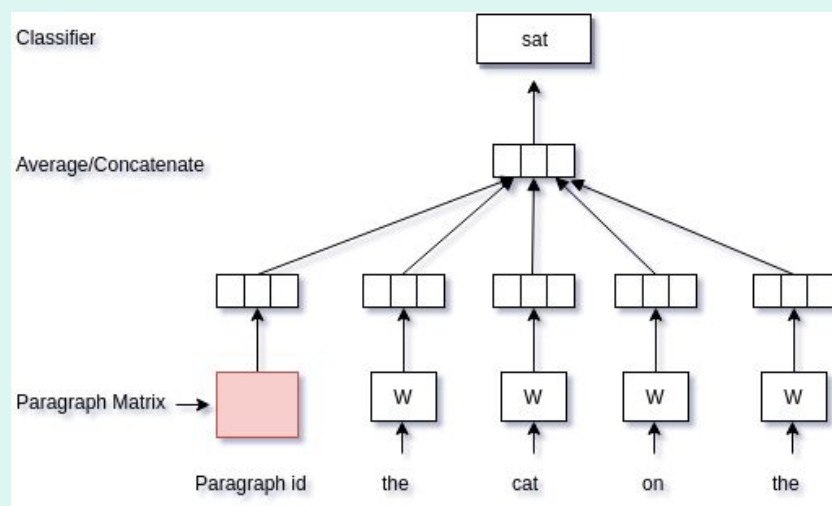 Classifier
sat
Average/Concatenate
Paragraph Matrix
W W W W
Paragraph id the cat on the